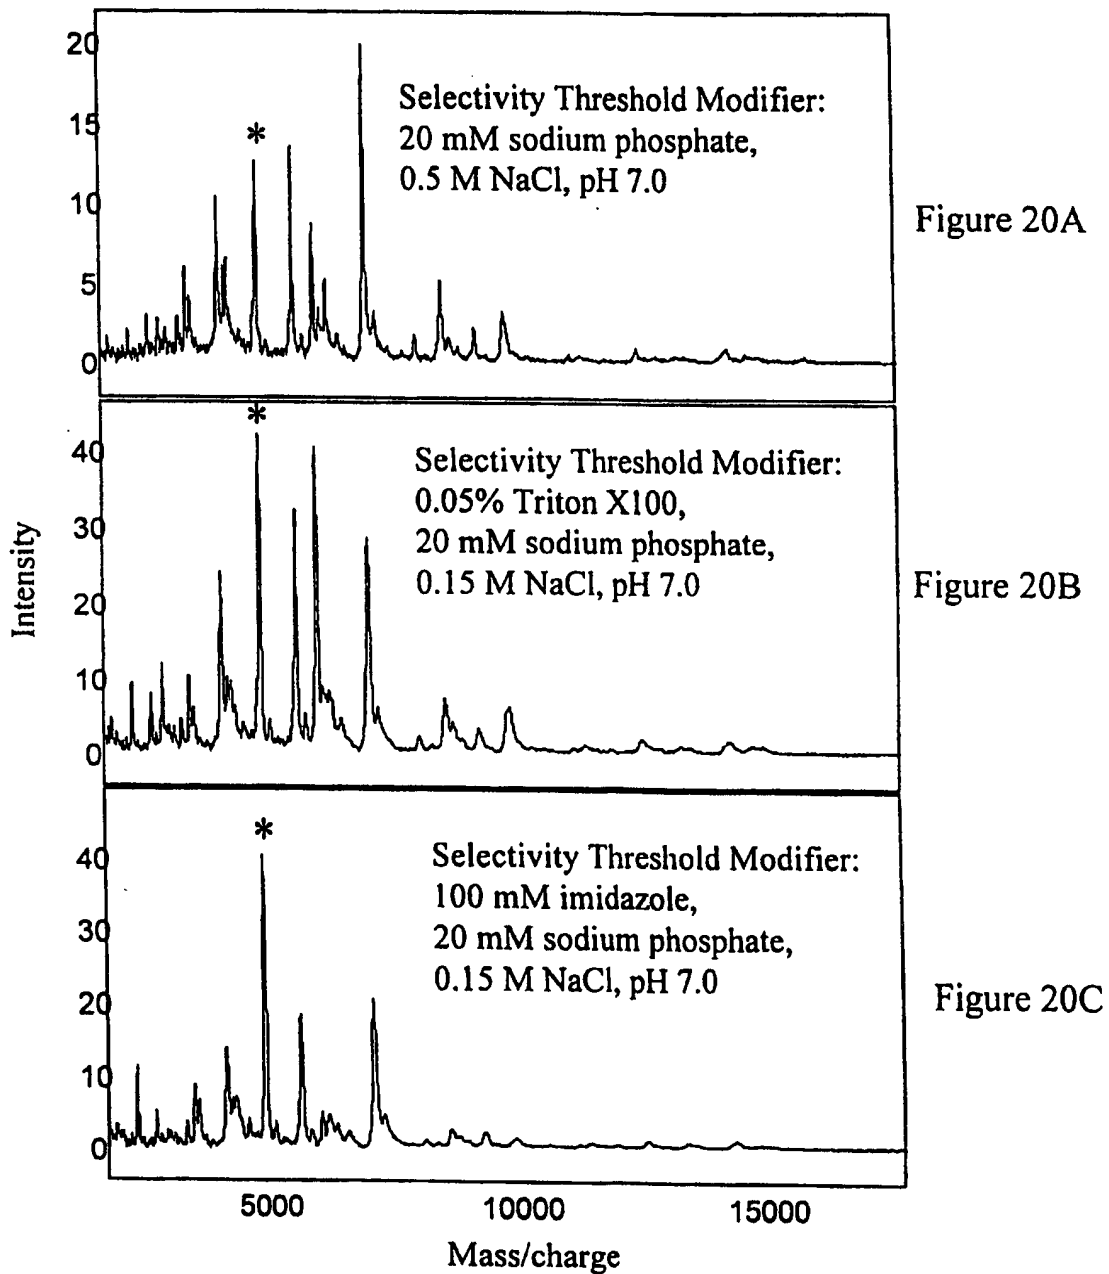 20
15
10
5
0
*
Selectivity Threshold Modifier:
20 mM sodium phosphate,
0.5 M NaCl, pH 7.0
Figure 20A
40
30
20
10
0
*
Selectivity Threshold Modifier:
0.05% Triton X100,
20 mM sodium phosphate,
0.15 M NaCl, pH 7.0
Figure 20B
Intensity
40
30
20
10
0
*
Selectivity Threshold Modifier:
100 mM imidazole,
20 mM sodium phosphate,
0.15 M NaCl, pH 7.0
Figure 20C
5000 10000 15000
Mass/charge